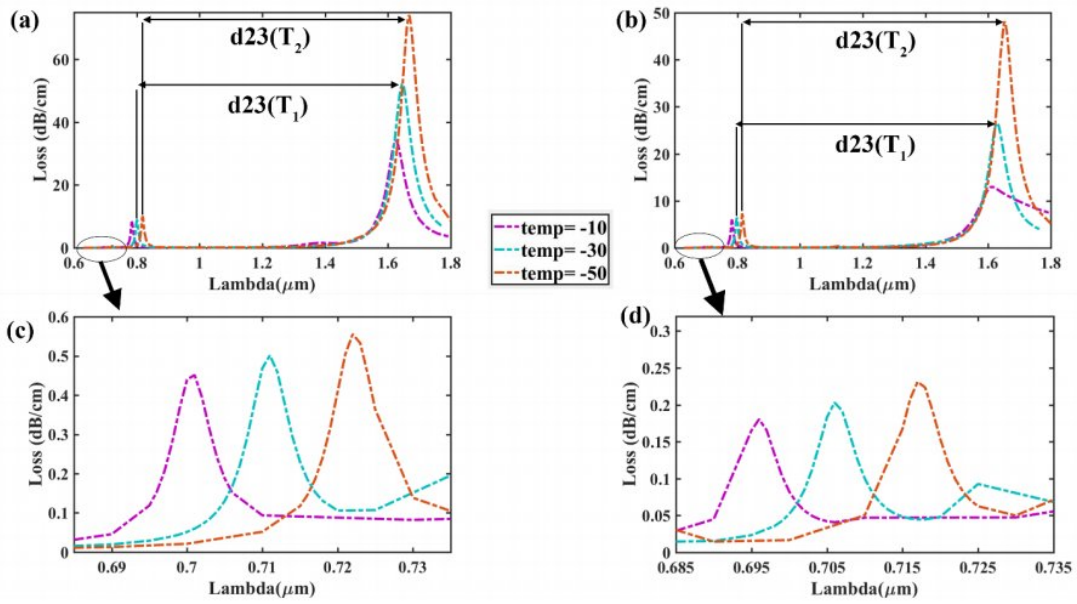 (a)
d23(T2)
d23(T1)
Loss (dB/cm)
60
40
20
0
0.6 0.8 1 1.2 1.4 1.6 1.8
Lambda(μm)
(b)
d23(T2)
d23(T1)
Loss (dB/cm)
50
40
30
20
10
0
0.6 0.8 1 1.2 1.4 1.6 1.8
Lambda(μm)
temp= -10
temp= -30
temp= -50
(c)
Loss (dB/cm)
0.6
0.5
0.4
0.3
0.2
0.1
0
0.69 0.7 0.71 0.72 0.73
Lambda(μm)
(d)
Loss (dB/cm)
0.3
0.25
0.2
0.15
0.1
0.05
0
0.685 0.695 0.705 0.715 0.725 0.735
Lambda(μm)